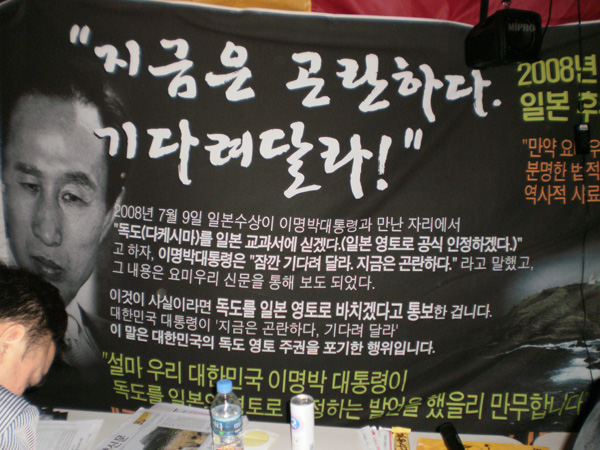 MIPRO
"지금은 곤란하다.
기다려달라!"
2008년 7월 9일 일본수상이 이명박대통령과 만난 자리에서
"독도(다케시마)를 일본 교과서에 싣겠다.(일본 영토로 공식 인정하겠다.)"
고 하자, 이명박대통령은 "잠깐 기다려 달라. 지금은 곤란하다." 라고 말했고,
그 내용은 요미우리 신문을 통해 보도 되었다.
이것이 사실이라면 독도를 일본 영토로 바치겠다고 통보한 겁니다.
대한민국 대통령이 '지금은 곤란하다, 기다려 달라'
이 말은 대한민국의 독도 영토 주권을 포기한 행위입니다.
"설마 우리 대한민국 이명박 대통령이
독도를 일본 영토로 하는 발언을 했을리 만무합니다
2008년
일본
"만약
분명한 법적
역사적 사료
신문